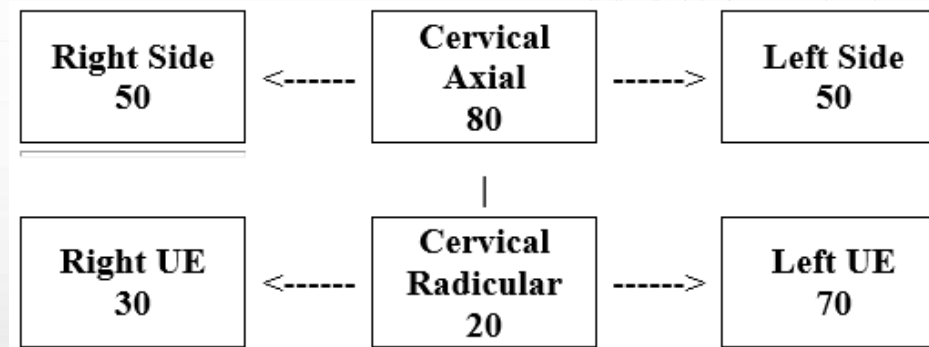 Right Side
50
<------
Cervical
Axial
80
------>
Left Side
50
|
Right UE
30
<------
Cervical
Radicular
20
------>
Left UE
70